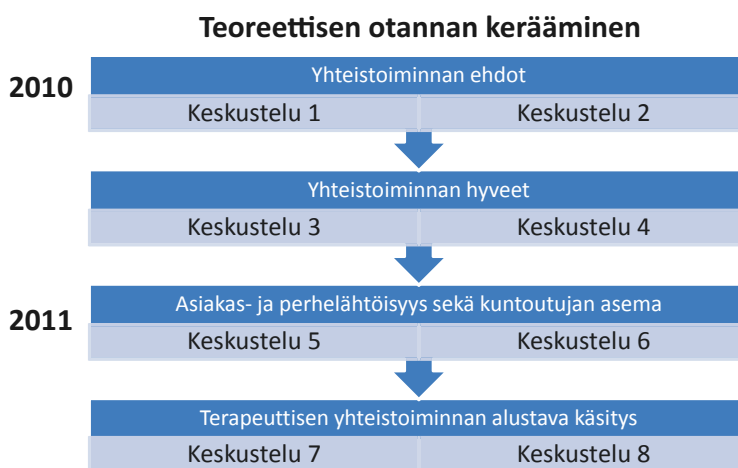 Teoreettisen otannan kerääminen
2010
Yhteistoiminnan ehdot
Keskustelu 1 Keskustelu 2
Yhteistoiminnan hyveet
Keskustelu 3 Keskustelu 4
2011
Asiakas- ja perhelähtöisyys sekä kuntoutujan asema
Keskustelu 5 Keskustelu 6
Terapeuttisen yhteistoiminnan alustava käsitys
Keskustelu 7 Keskustelu 8